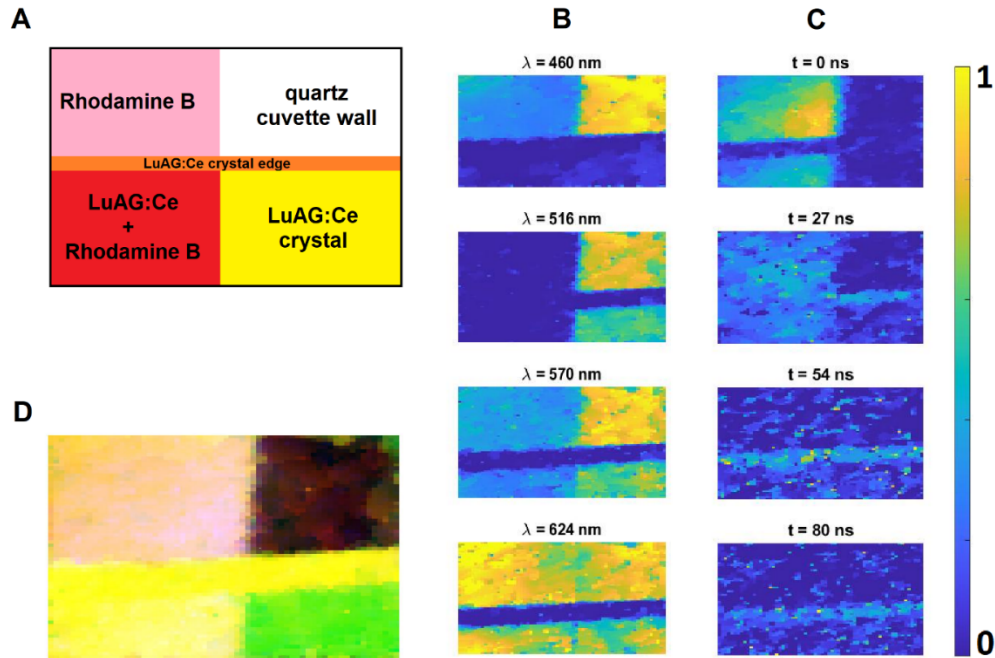 A
Rhodamine B
quartz
cuvette wall
LuAG:Ce crystal edge
LuAG:Ce
+
Rhodamine B
LuAG:Ce
crystal
B
λ = 460 nm
λ = 516 nm
λ = 570 nm
λ = 624 nm
C
t = 0 ns
t = 27 ns
t = 54 ns
t = 80 ns
1
0
D